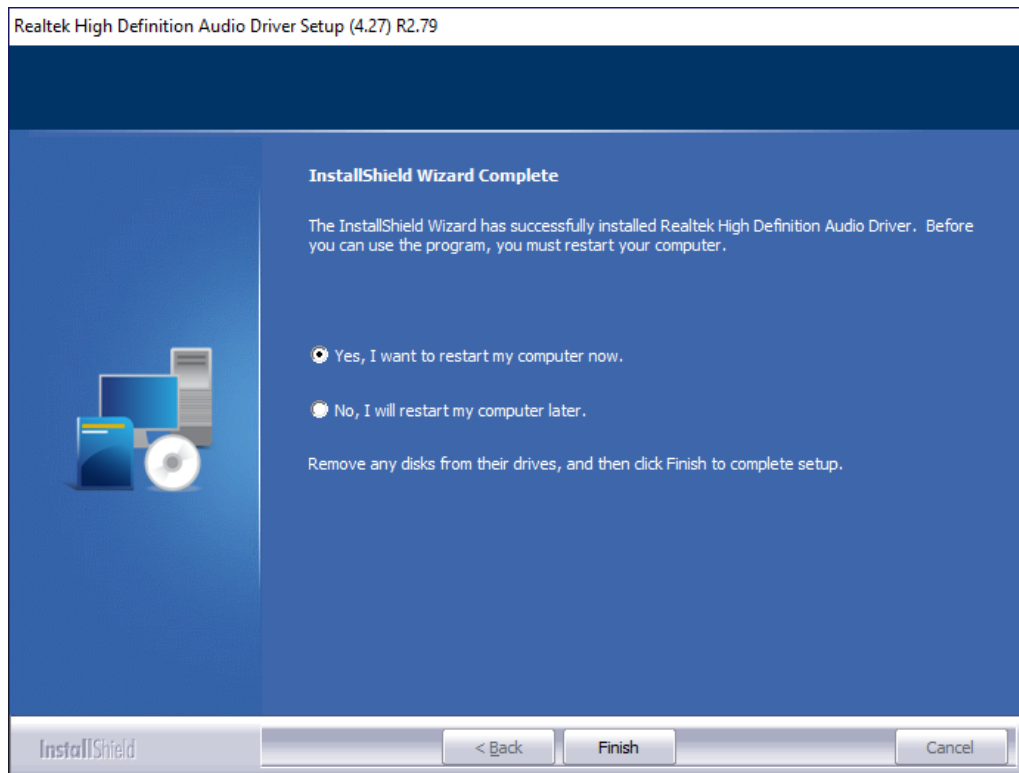 Realtek High Definition Audio Driver Setup (4.27) R2.79
InstallShield Wizard Complete
The InstallShield Wizard has successfully installed Realtek High Definition Audio Driver.  Before
you can use the program, you must restart your computer.
Yes, I want to restart my computer now.
No, I will restart my computer later.
Remove any disks from their drives, and then click Finish to complete setup.
InstallShield
< Back
Finish
Cancel